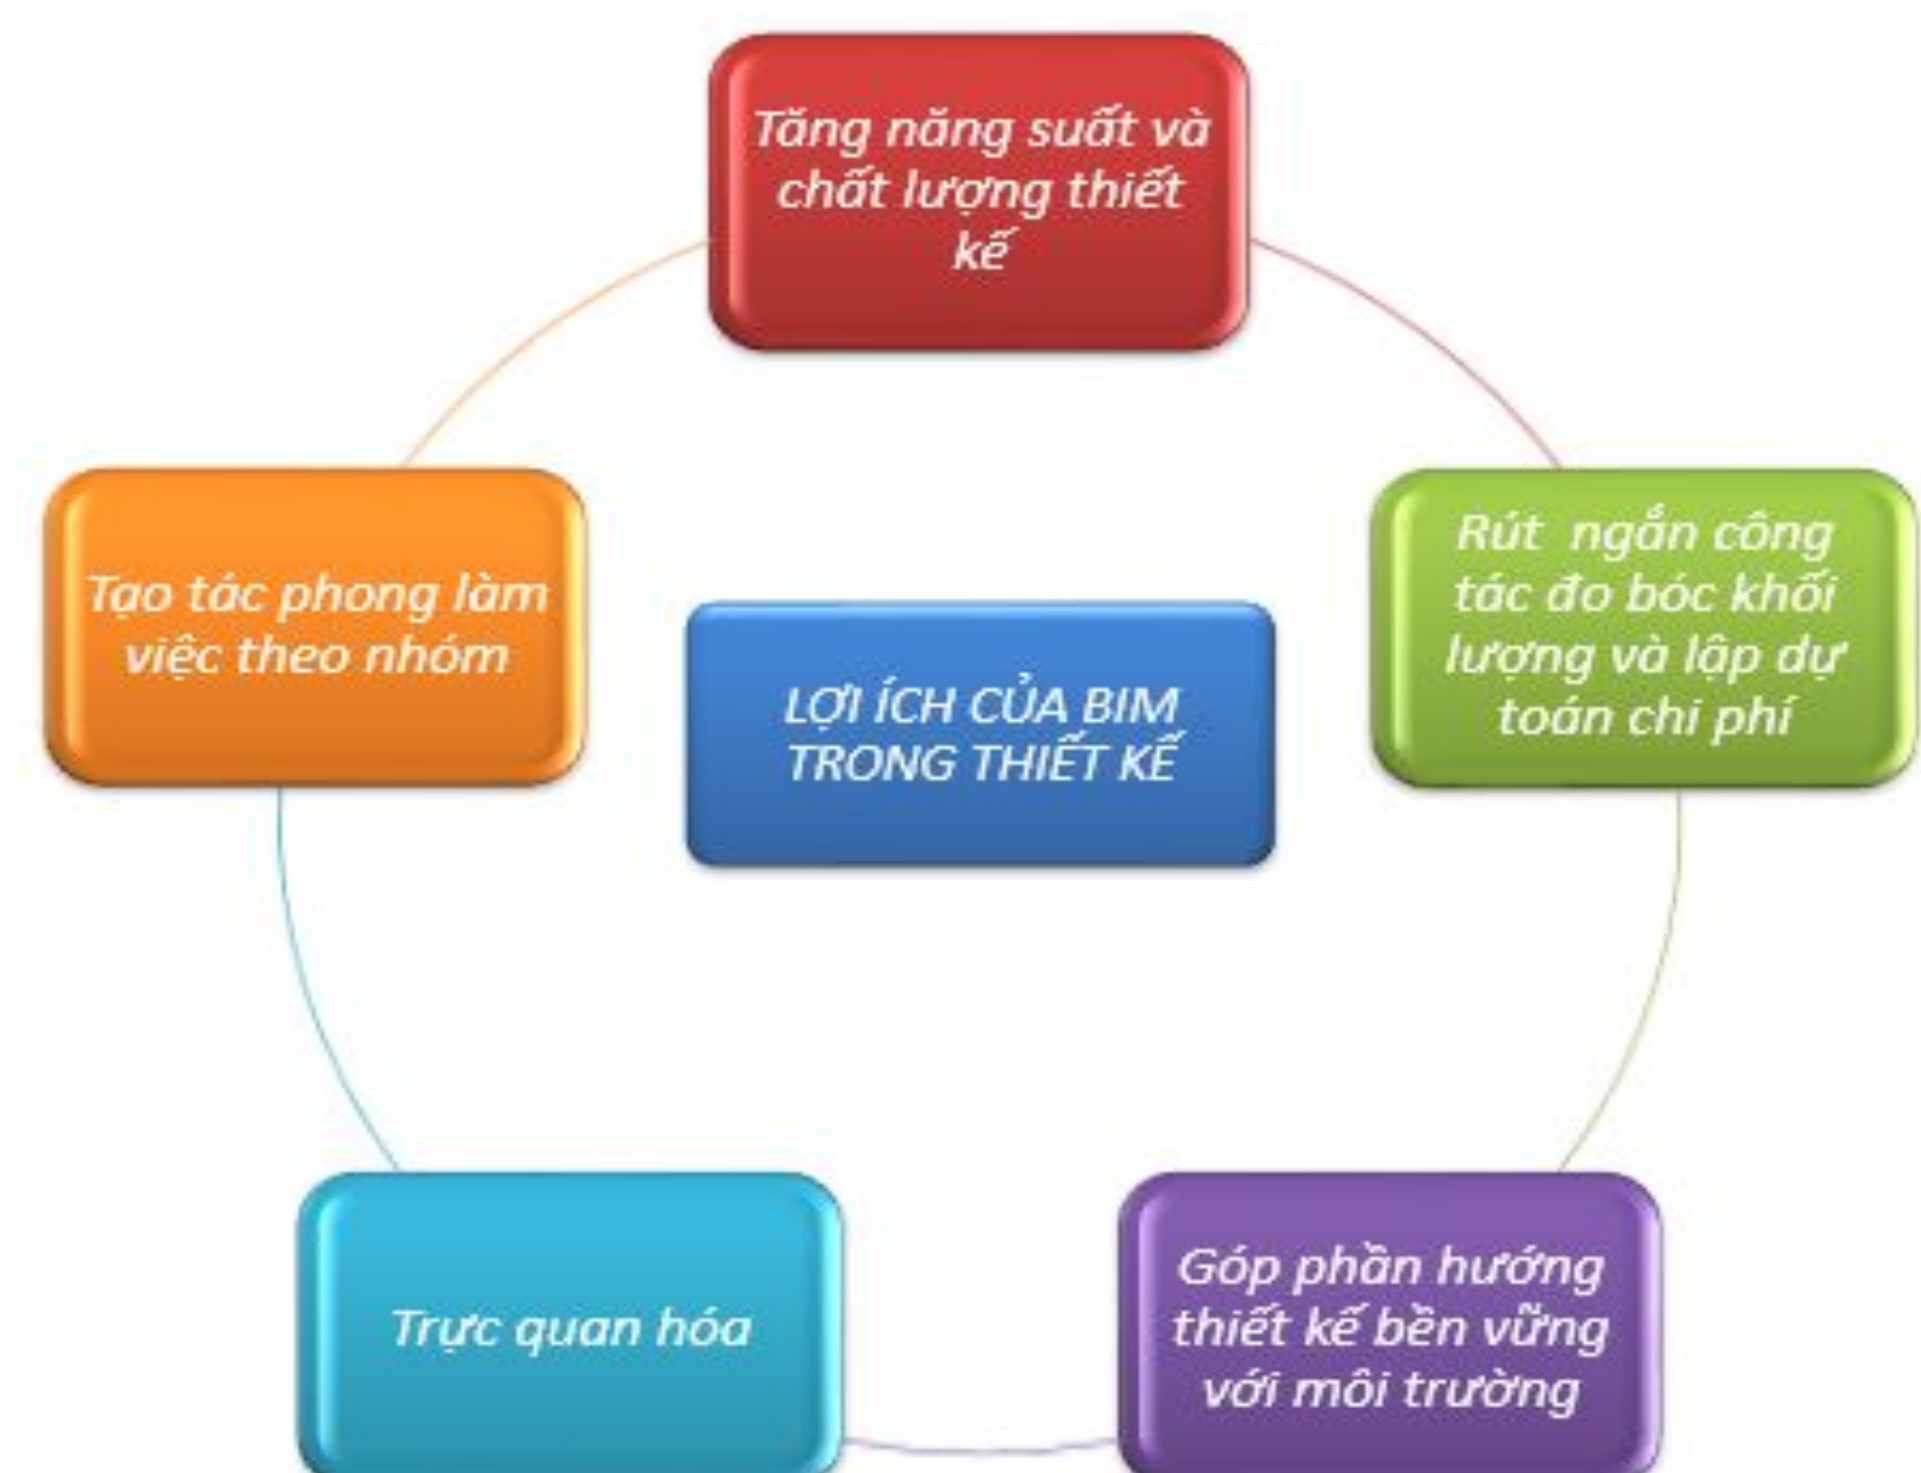 Tăng năng suất và
chất lượng thiết
kế
Tạo tác phong làm
việc theo nhóm
Rút ngắn công
tác đo bóc khối
lượng và lập dự
toán chi phí
LỢI ÍCH CỦA BIM
TRONG THIẾT KẾ
Trực quan hóa
Góp phần hướng
thiết kế bền vững
với môi trường